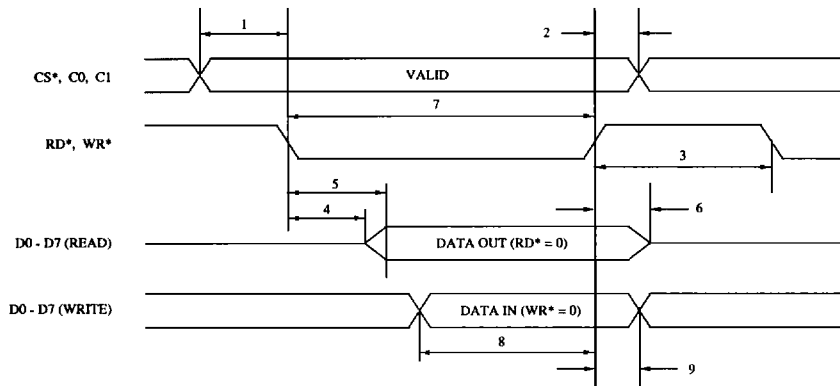 1
2
CS*, C0, C1
VALID
7
RD*, WR*
3
5
4
6
D0 - D7 (READ)
DATA OUT (RD* = 0)
D0 - D7 (WRITE)
DATA IN (WR* = 0)
8
9